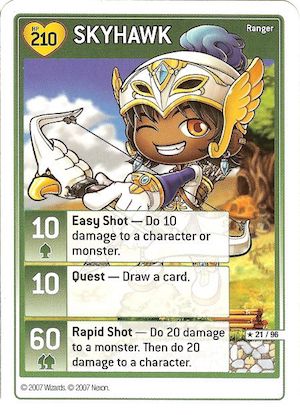 HP
210
SKYHAWK
Ranger
10
Easy Shot — Do 10
damage to a character or
monster.
10
Quest — Draw a card.
60
Rapid Shot — Do 20 damage
to a monster. Then do 20
damage to a character.
★ 21 / 96
© 2007 Wizards. © 2007 Nexon.